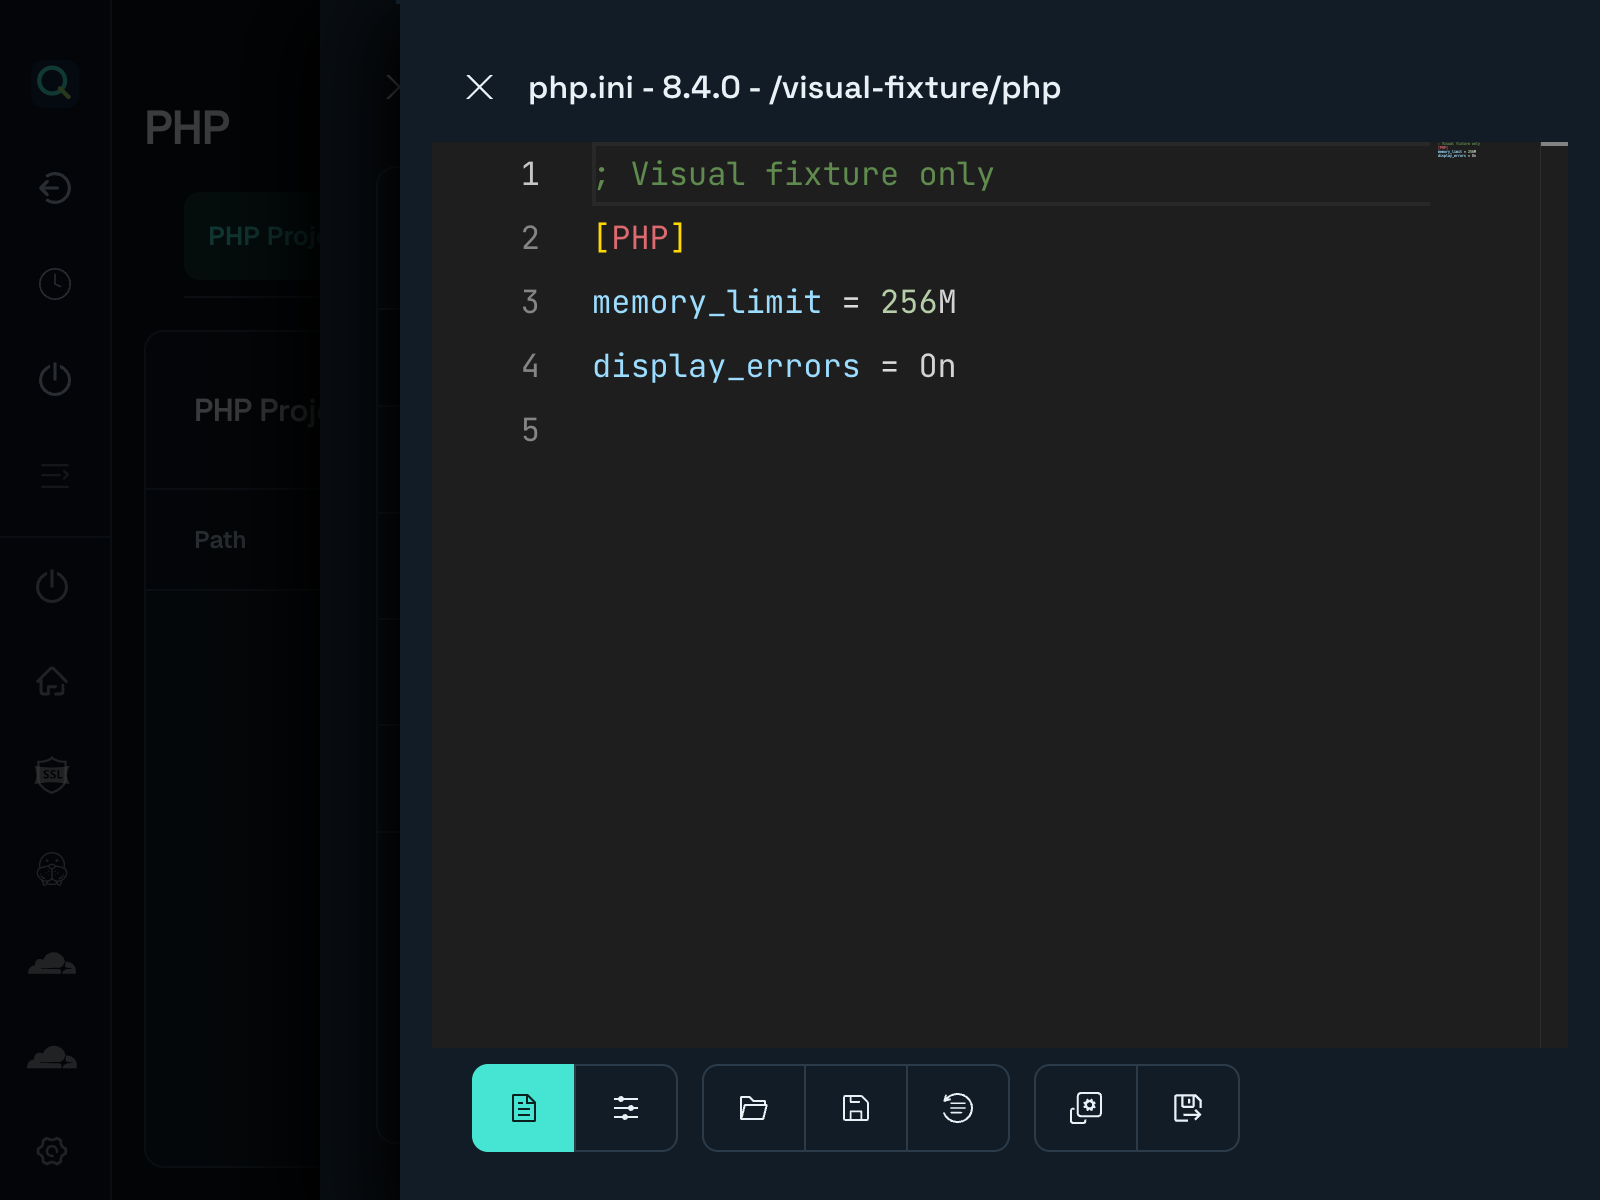 PHP
PHP Proj
PHP Proj
Path
SSL
php.ini - 8.4.0 - /visual-fixture/php
1 ; Visual fixture only
2 [PHP]
3 memory_limit = 256M
4 display_errors = On
5